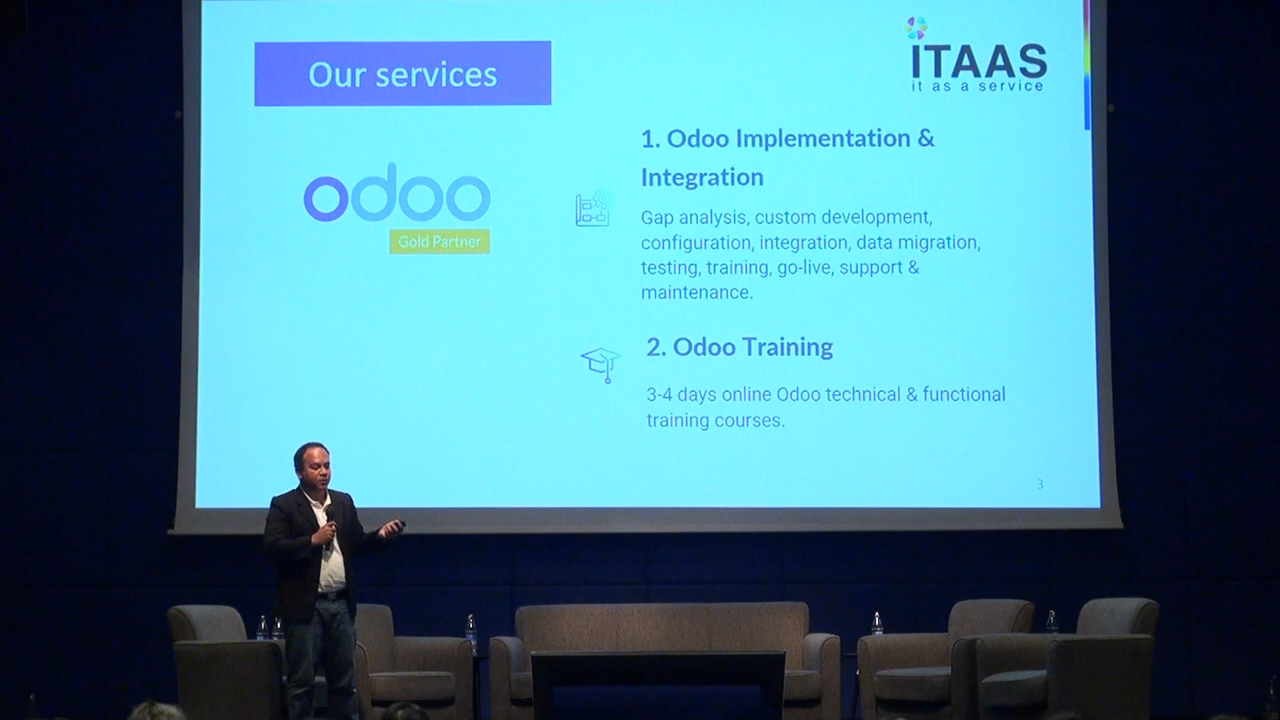 Our services
ITAAS
it as a service
odoo
Gold Partner
1. Odoo Implementation &
Integration
Gap analysis, custom development,
configuration, integration, data migration,
testing, training, go-live, support &
maintenance.
2. Odoo Training
3-4 days online Odoo technical & functional
training courses.
3